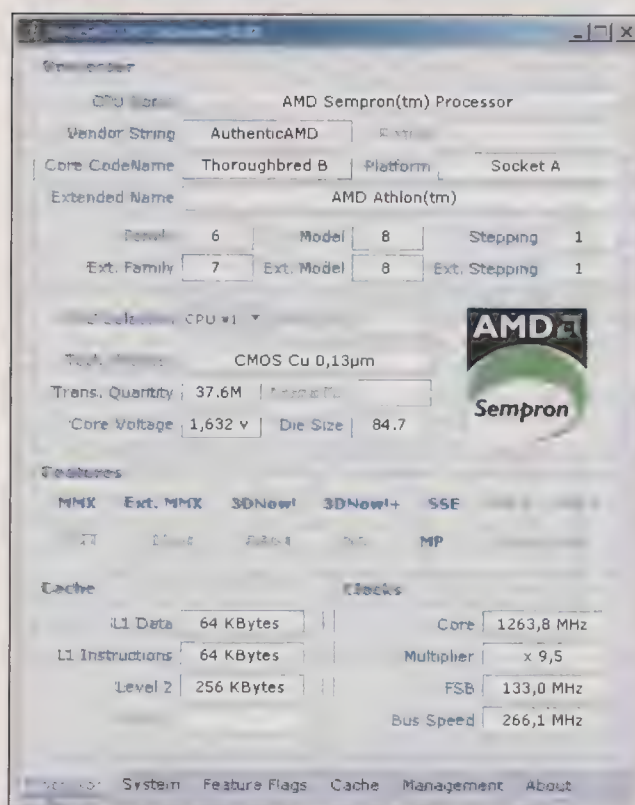 AMD Sempron(tm) Processor
Vendor String AuthenticAMD
Core CodeName Thoroughbred B Platform Socket A
Extended Name AMD Athlon(tm)
6 Model 8 Stepping 1
Ext. Family 7 Ext. Model 8 Ext. Stepping 1
CPU #1
CMOS Cu 0,13µm
Trans. Quantity 37.6M
Core Voltage 1,632 v Die Size 84.7
AMD
Sempron
Features
MMX Ext. MMX 3DNow! 3DNow!+ SSE
MP
Cache Clocks
L1 Data 64 KBytes Core 1263,8 MHz
L1 Instructions 64 KBytes Multiplier x 9,5
Level 2 256 KBytes FSB 133,0 MHz
Bus Speed 266,1 MHz
System Feature Flags Cache Management About